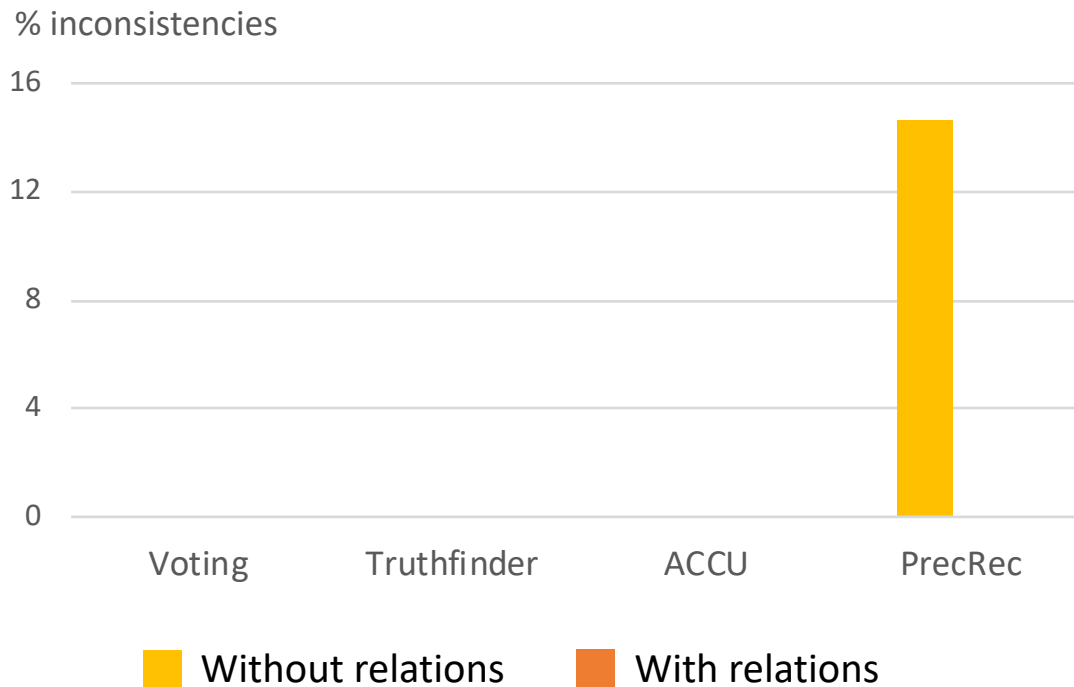 % inconsistencies
16
12
8
4
0
Voting Truthfinder ACCU PrecRec
Without relations With relations